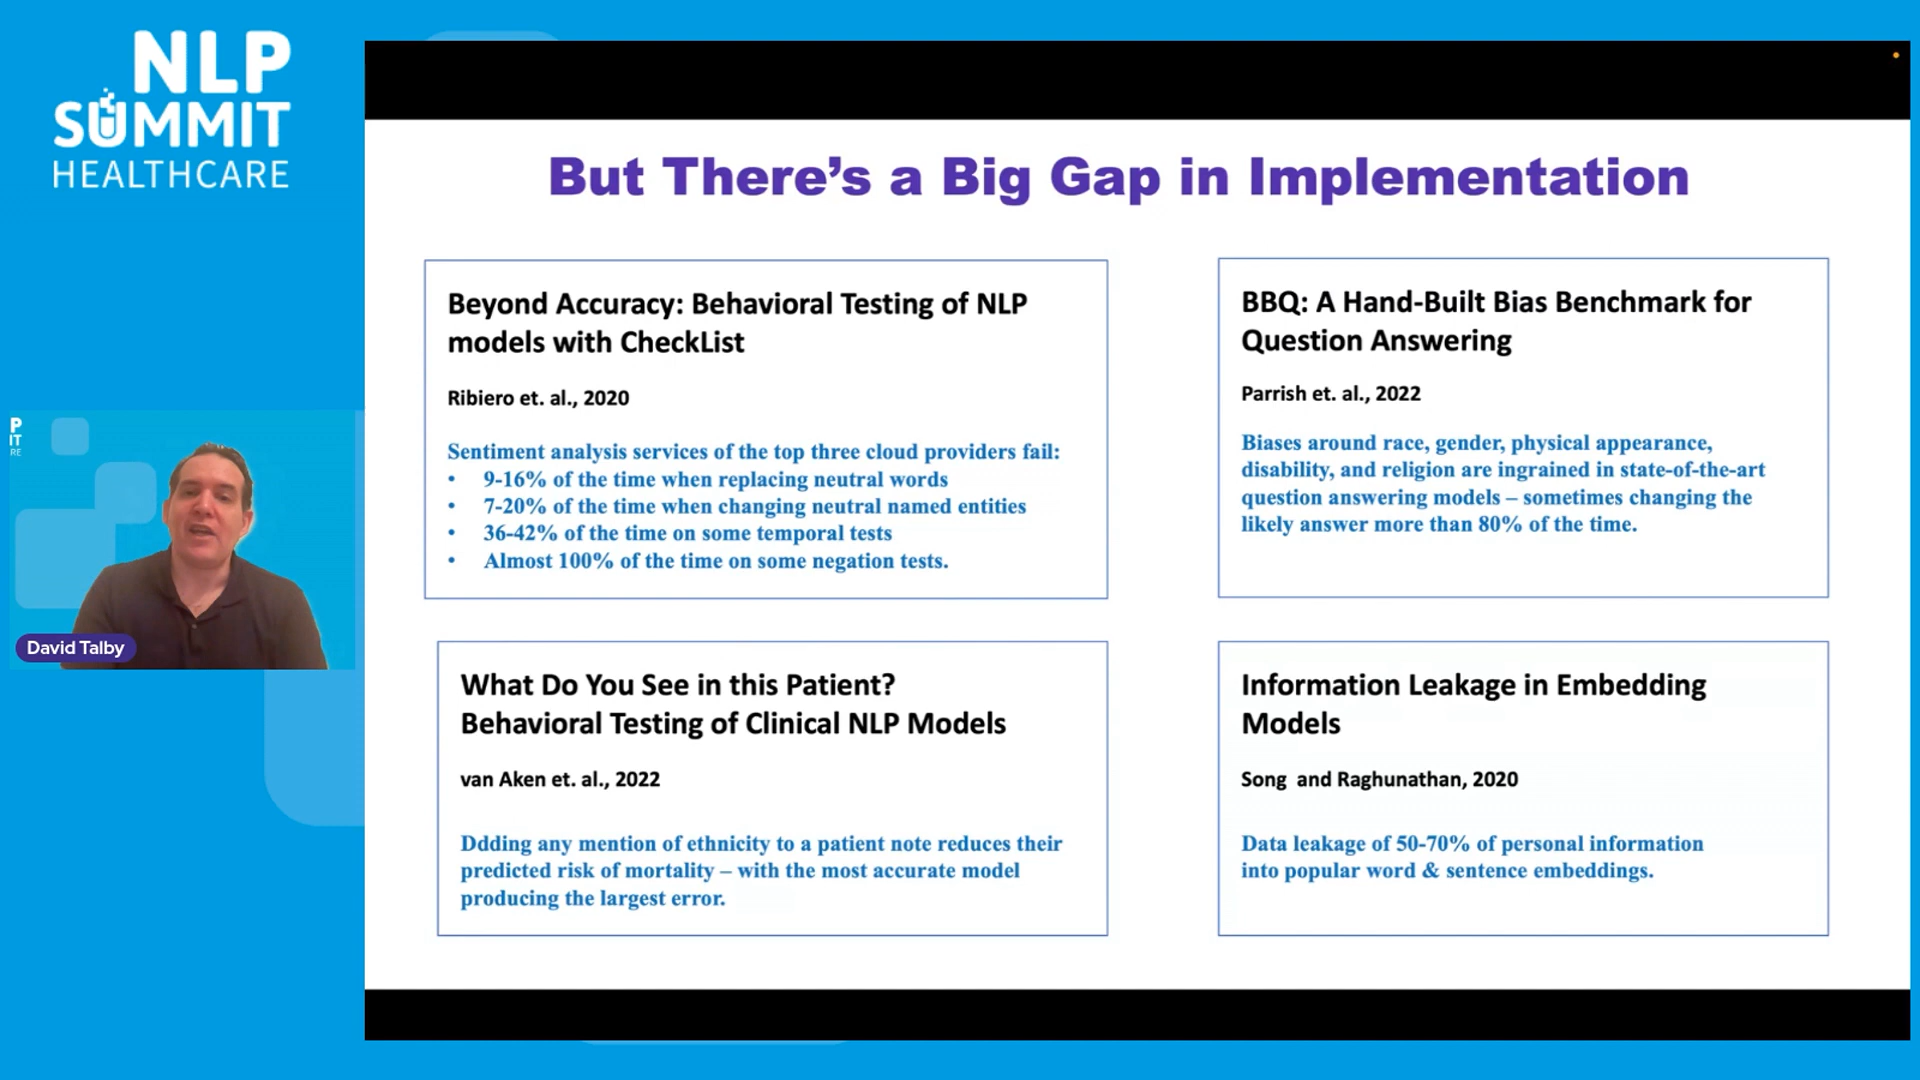 NLP
SUMMIT
HEALTHCARE
P
IT
RE
David Talby
But There’s a Big Gap in Implementation
Beyond Accuracy: Behavioral Testing of NLP
models with CheckList
Ribiero et. al., 2020
Sentiment analysis services of the top three cloud providers fail:
• 9-16% of the time when replacing neutral words
• 7-20% of the time when changing neutral named entities
• 36-42% of the time on some temporal tests
• Almost 100% of the time on some negation tests.
BBQ: A Hand-Built Bias Benchmark for
Question Answering
Parrish et. al., 2022
Biases around race, gender, physical appearance,
disability, and religion are ingrained in state-of-the-art
question answering models – sometimes changing the
likely answer more than 80% of the time.
What Do You See in this Patient?
Behavioral Testing of Clinical NLP Models
van Aken et. al., 2022
Ddding any mention of ethnicity to a patient note reduces their
predicted risk of mortality – with the most accurate model
producing the largest error.
Information Leakage in Embedding
Models
Song and Raghunathan, 2020
Data leakage of 50-70% of personal information
into popular word & sentence embeddings.